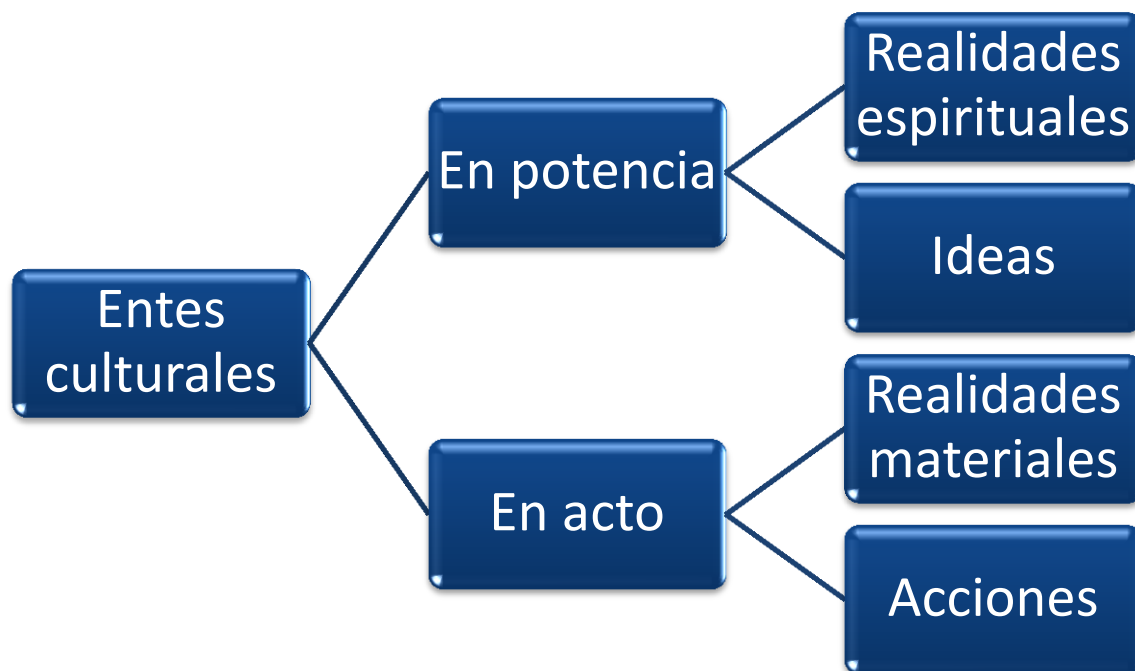 Entes
culturales
En potencia
Realidades
espirituales
Ideas
En acto
Realidades
materiales
Acciones